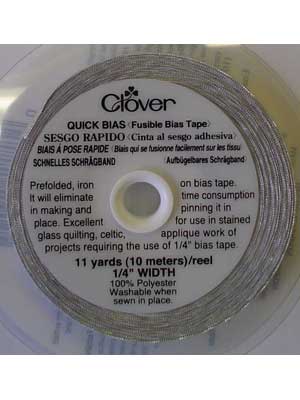 Clover
QUICK BIAS (Fusible Bias Tape)
SESGO RAPIDO (Cinta al sesgo adhesiva)
BIAIS Á POSE RAPIDE (Biais qui se fusionne facilement sur les tissu
SCHNELLES SCHRÄGBAND (Aufbügelbares Schrägband
Prefolded, iron on bias tape.
It will eliminate time consumption
in making and pinning it in
place. Excellent for use in stained
glass quilting, celtic, applique work of
projects requiring the use of 1/4" bias tape.
11 yards (10 meters)/reel
1/4" WIDTH
100% Polyester
Washable when
sewn in place.